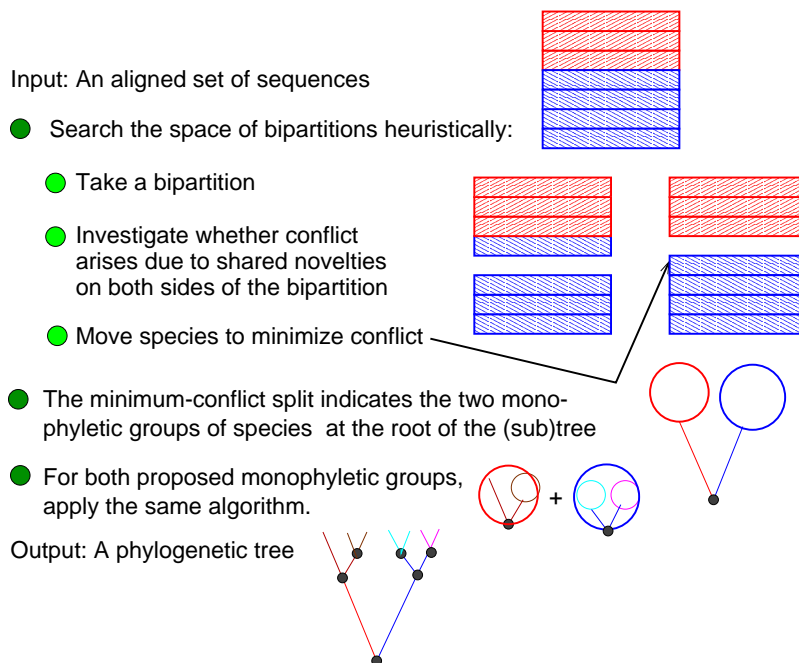 Input: An aligned set of sequences
Search the space of bipartitions heuristically:
Take a bipartition
Investigate whether conflict
arises due to shared novelties
on both sides of the bipartition
Move species to minimize conflict
The minimum-conflict split indicates the two mono-
phyletic groups of species at the root of the (sub)tree
For both proposed monophyletic groups,
apply the same algorithm.
+
Output: A phylogenetic tree